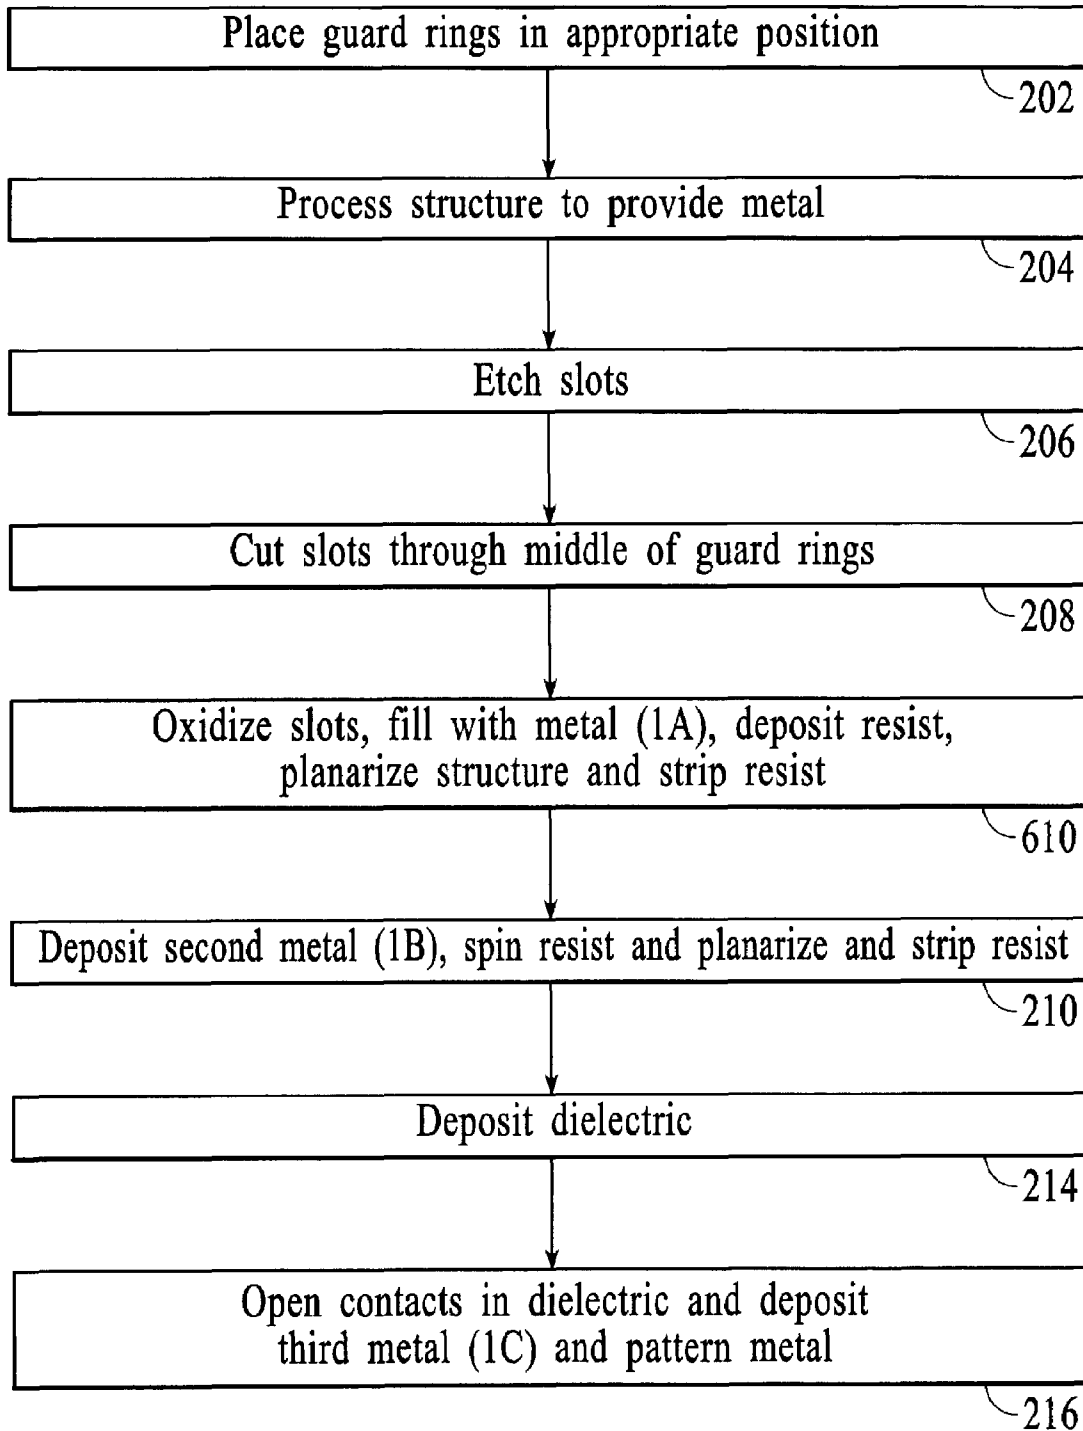 Place guard rings in appropriate position
202
Process structure to provide metal
204
Etch slots
206
Cut slots through middle of guard rings
208
Oxidize slots, fill with metal (1A), deposit resist,
planarize structure and strip resist
610
Deposit second metal (1B), spin resist and planarize and strip resist
210
Deposit dielectric
214
Open contacts in dielectric and deposit
third metal (1C) and pattern metal
216